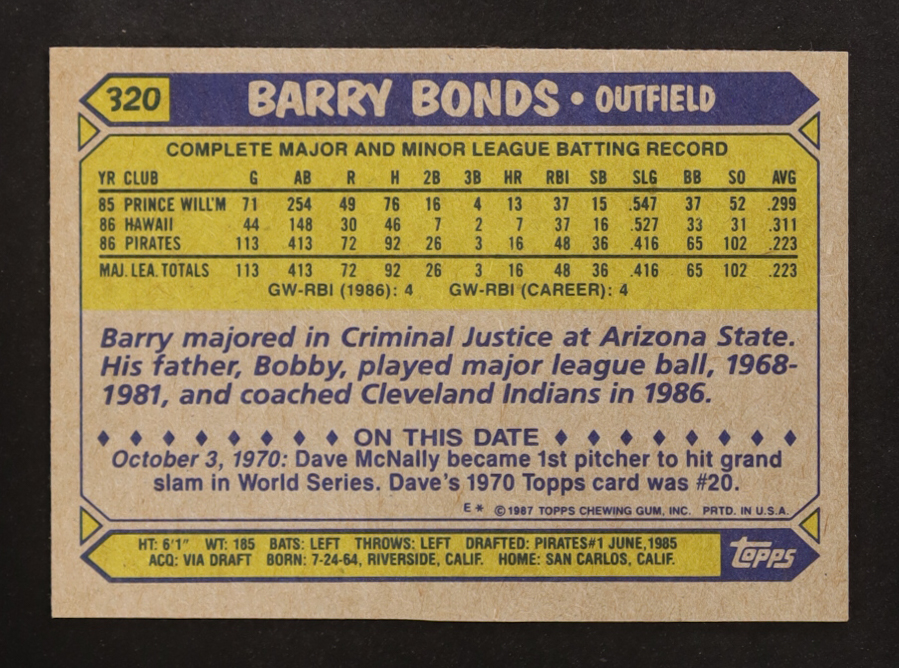 320 BARRY BONDS • OUTFIELD
COMPLETE MAJOR AND MINOR LEAGUE BATTING RECORD
YR CLUB G AB R H 2B 3B HR RBI SB SLG BB SO AVG
85 PRINCE WILL'M 71 254 49 76 16 4 13 37 15 .547 37 52 .299
86 HAWAII 44 148 30 46 7 2 7 37 16 .527 33 31 .311
86 PIRATES 113 413 72 92 26 3 16 48 36 .416 65 102 .223
MAJ. LEA. TOTALS 113 413 72 92 26 3 16 48 36 .416 65 102 .223
GW-RBI (1986): 4 GW-RBI (CAREER): 4
Barry majored in Criminal Justice at Arizona State.
His father, Bobby, played major league ball, 1968-
1981, and coached Cleveland Indians in 1986.
♦ ♦ ♦ ♦ ♦ ♦ ♦ ♦ ON THIS DATE ♦ ♦ ♦ ♦ ♦ ♦ ♦ ♦
October 3, 1970: Dave McNally became 1st pitcher to hit grand
slam in World Series. Dave's 1970 Topps card was #20.
E* ©1987 TOPPS CHEWING GUM, INC. PRTD. IN U.S.A.
HT: 6'1" WT: 185 BATS: LEFT THROWS: LEFT DRAFTED: PIRATES#1 JUNE,1985
ACQ: VIA DRAFT BORN: 7-24-64, RIVERSIDE, CALIF. HOME: SAN CARLOS, CALIF.
topps